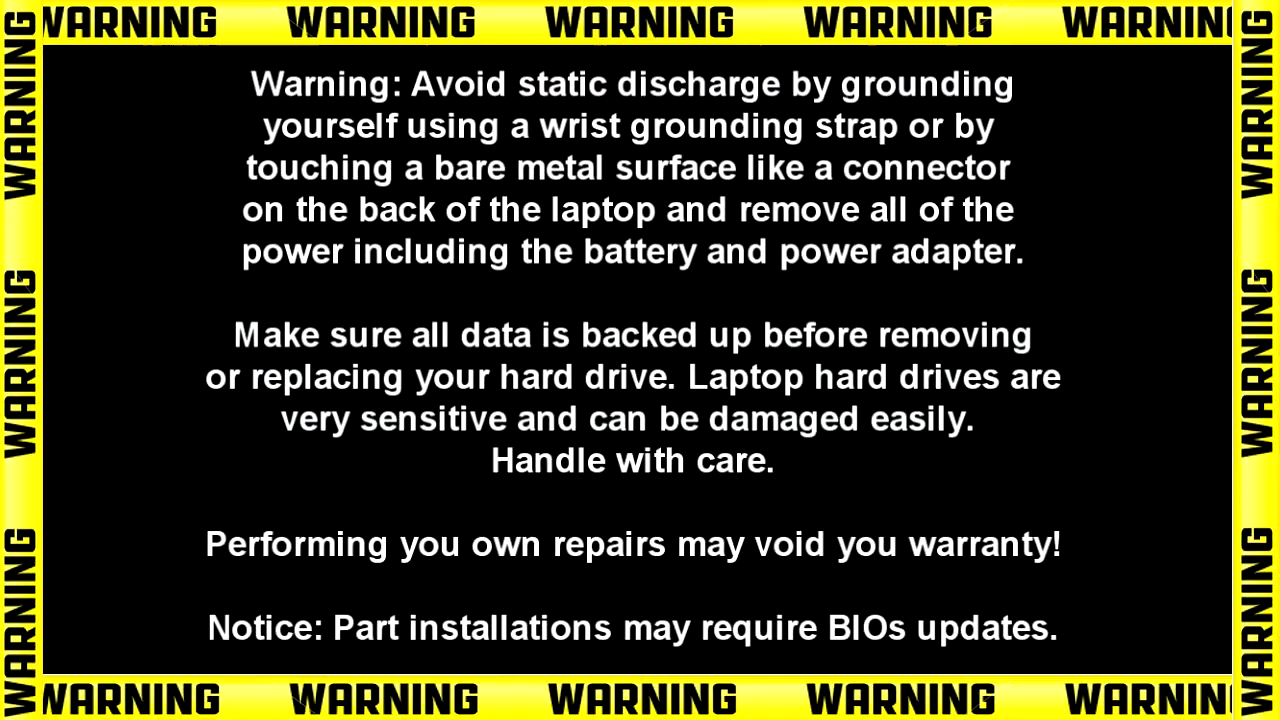 WARNING WARNING WARNING WARNING WARNING
WARNING
WARNING
WARNING
Warning: Avoid static discharge by grounding
yourself using a wrist grounding strap or by
touching a bare metal surface like a connector
on the back of the laptop and remove all of the
power including the battery and power adapter.
Make sure all data is backed up before removing
or replacing your hard drive. Laptop hard drives are
very sensitive and can be damaged easily.
Handle with care.
Performing you own repairs may void you warranty!
Notice: Part installations may require BIOs updates.
WARNING
WARNING
WARNING
WARNING WARNING WARNING WARNING WARNING